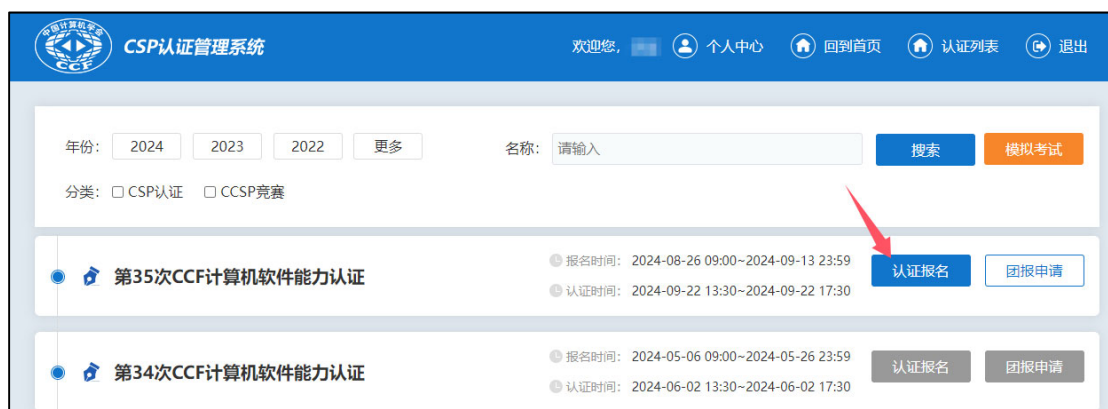 中国计算机学会
CCF
CSP认证管理系统
欢迎您, 个人中心 回到首页 认证列表 退出
年份: 2024 2023 2022 更多 名称: 请输入 搜索 模拟考试
分类: CSP认证 CCSP竞赛
第35次CCF计算机软件能力认证
报名时间: 2024-08-26 09:00~2024-09-13 23:59
认证时间: 2024-09-22 13:30~2024-09-22 17:30
认证报名 团报申请
第34次CCF计算机软件能力认证
报名时间: 2024-05-06 09:00~2024-05-26 23:59
认证时间: 2024-06-02 13:30~2024-06-02 17:30
认证报名 团报申请